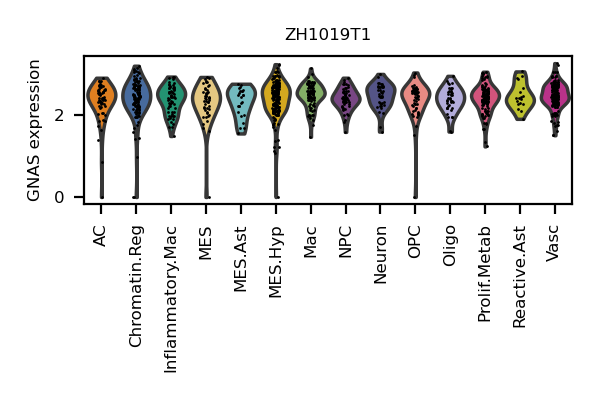 ZH1019T1
GNAS expression
2
0
AC
Chromatin.Reg
Inflammatory.Mac
MES
MES.Ast
MES.Hyp
Mac
NPC
Neuron
OPC
Oligo
Prolif.Metab
Reactive.Ast
Vasc